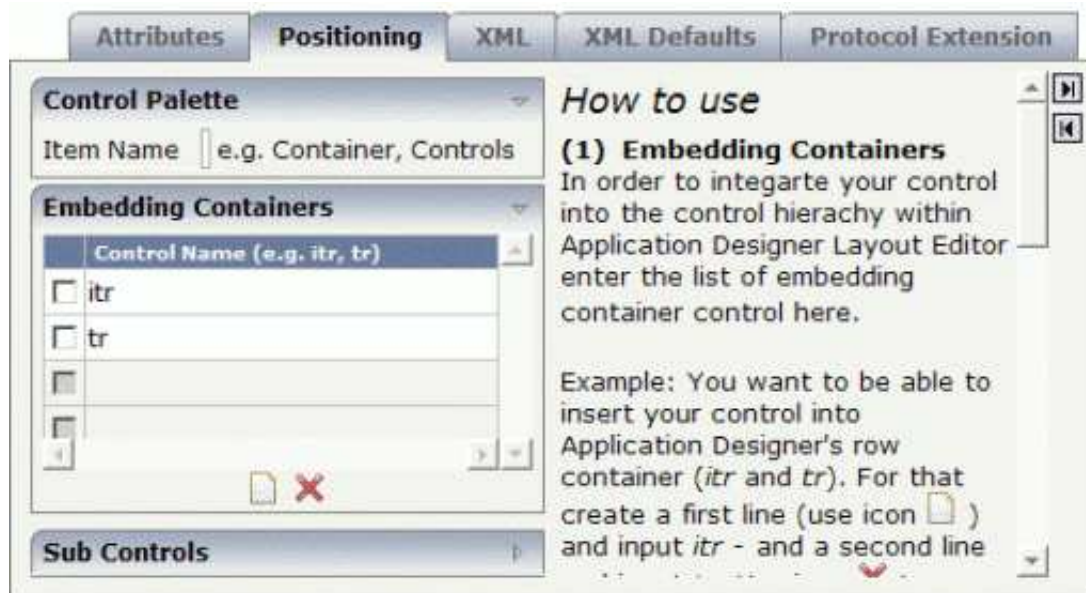 Attributes
Positioning
XML
XML Defaults
Protocol Extension
Control Palette
Item Name
e.g. Container, Controls
Embedding Containers
Control Name (e.g. itr, tr)
itr
tr
Sub Controls
How to use
(1) Embedding Containers
In order to integarte your control
into the control hierachy within
Application Designer Layout Editor
enter the list of embedding
container control here.
Example: You want to be able to
insert your control into
Application Designer's row
container (itr and tr). For that
create a first line (use icon )
and input itr - and a second line